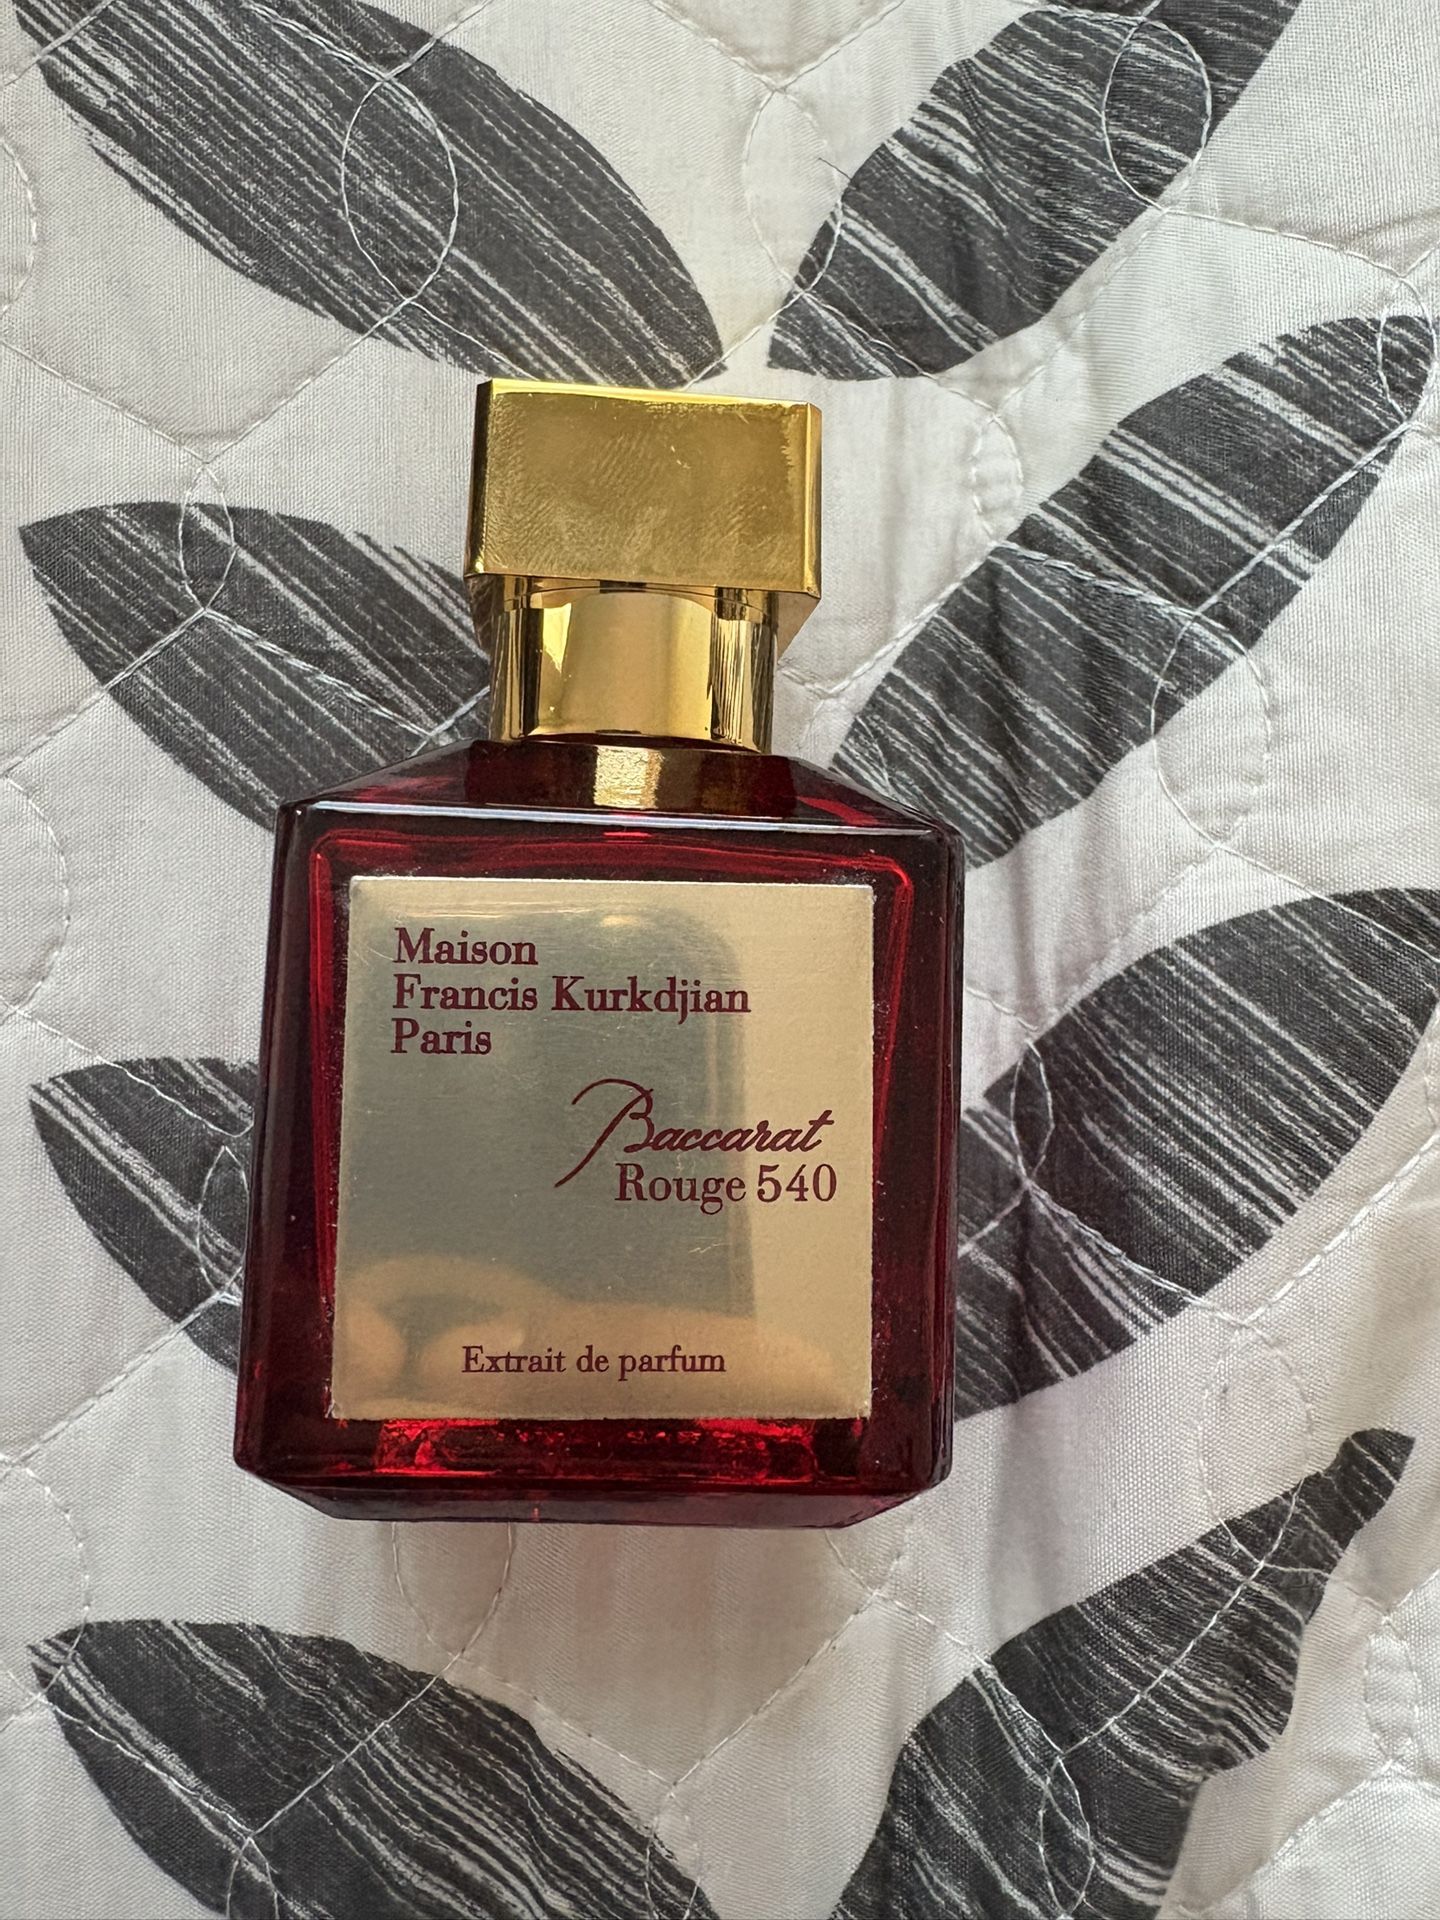 Maison
Francis Kurkdjian
Paris
Baccarat
Rouge 540
Extrait de parfum